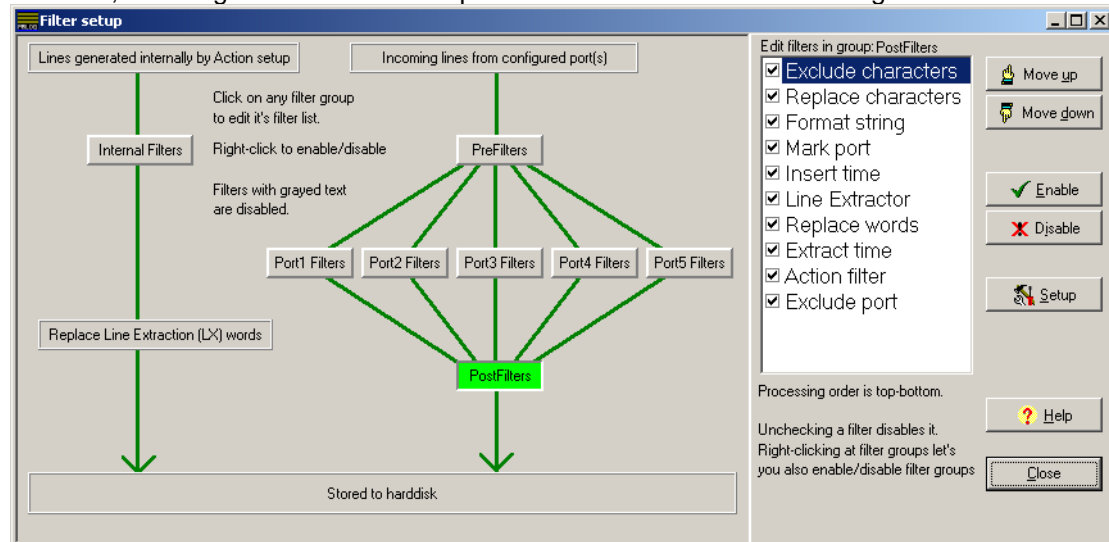 Filter setup
Lines generated internally by Action setup
Incoming lines from configured port(s)
Click on any filter group
to edit it's filter list.
Internal Filters
Right-click to enable/disable
PreFilters
Filters with grayed text
are disabled.
Port1 Filters
Port2 Filters
Port3 Filters
Port4 Filters
Port5 Filters
Replace Line Extraction (LX) words
PostFilters
Stored to harddisk
Edit filters in group: PostFilters
Exclude characters
Replace characters
Format string
Mark port
Insert time
Line Extractor
Replace words
Extract time
Action filter
Exclude port
Move up
Move down
Enable
Disable
Setup
Processing order is top-bottom.
Unchecking a filter disables it.
Right-clicking at filter groups let's
you also enable/disable filter groups
Help
Close